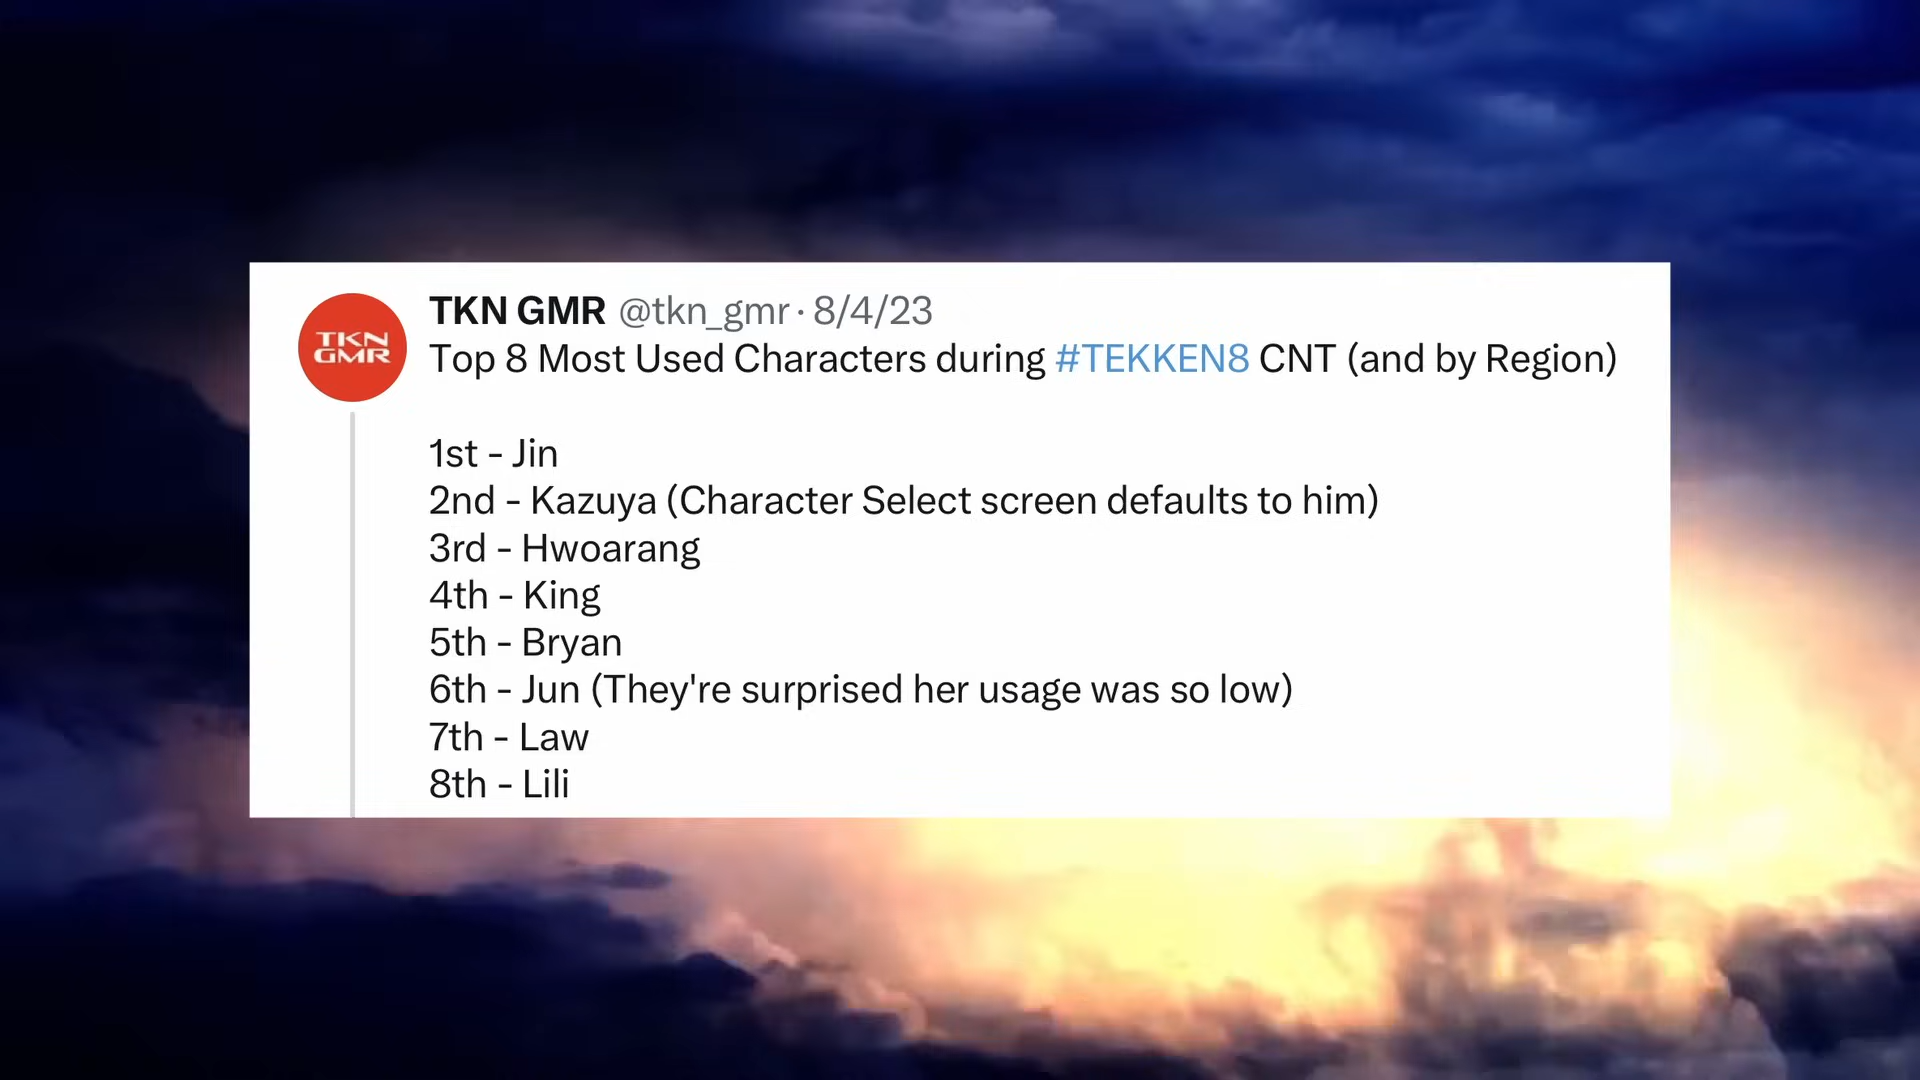 TKN
GMR
TKN GMR @tkn_gmr · 8/4/23
Top 8 Most Used Characters during #TEKKEN8 CNT (and by Region)
1st - Jin
2nd - Kazuya (Character Select screen defaults to him)
3rd - Hwoarang
4th - King
5th - Bryan
6th - Jun (They're surprised her usage was so low)
7th - Law
8th - Lili